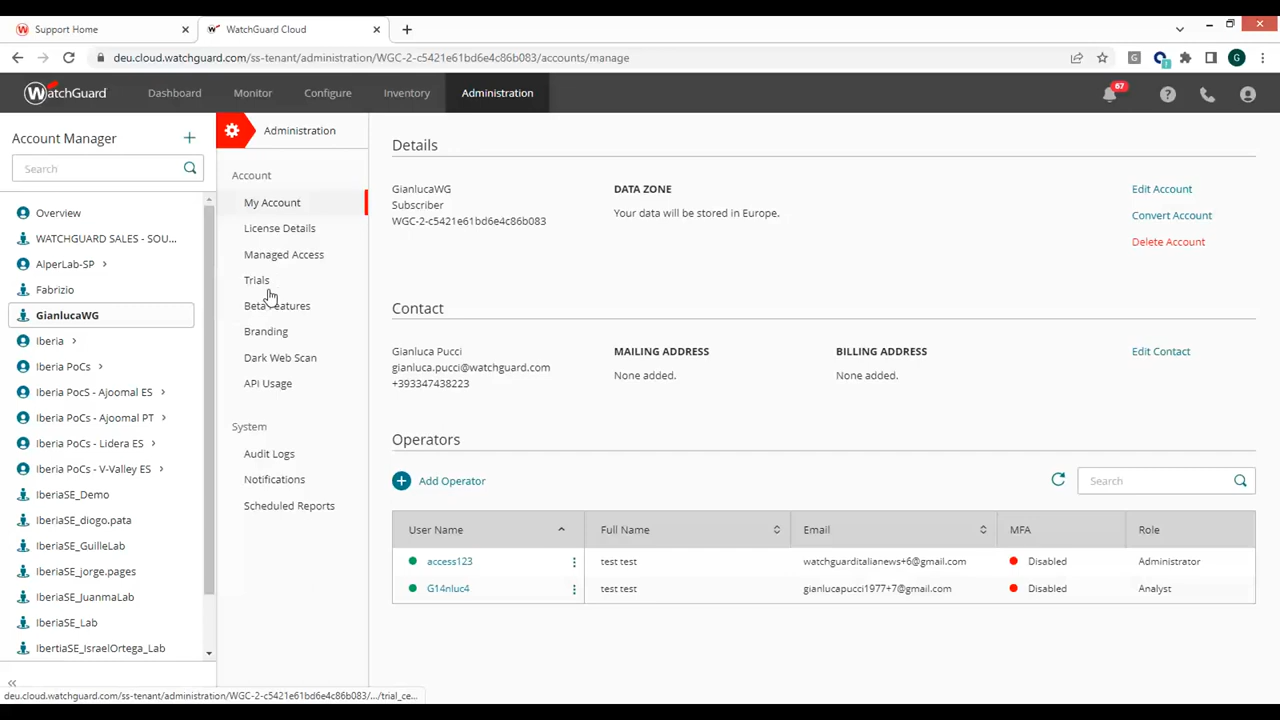 Support Home
WatchGuard Cloud
deu.cloud.watchguard.com/ss-tenant/administration/WGC-2-c5421e61bd6e4c86b083/accounts/manage
G
WatchGuard
Dashboard
Monitor
Configure
Inventory
Administration
67
Account Manager
Search
Overview
WATCHGUARD SALES - SOU...
AlperLab-SP
Fabrizio
GianlucaWG
Iberia
Iberia PoCs
Iberia PocS - Ajoomal ES
Iberia PoCs - Ajoomal PT
Iberia PoCs - Lidera ES
Iberia PoCs - V-Valley ES
IberiaSE_Demo
IberiaSE_diogo.pata
IberiaSE_GuilleLab
IberiaSE_jorge.pages
IberiaSE_JuanmaLab
IberiaSE_Lab
IbertiaSE_IsraelOrtega_Lab
Administration
Account
My Account
License Details
Managed Access
Trials
Beta Features
Branding
Dark Web Scan
API Usage
System
Audit Logs
Notifications
Scheduled Reports
Details
GianlucaWG
Subscriber
WGC-2-c5421e61bd6e4c86b083
DATA ZONE
Your data will be stored in Europe.
Edit Account
Convert Account
Delete Account
Contact
Gianluca Pucci
gianluca.pucci@watchguard.com
+393347438223
MAILING ADDRESS
None added.
BILLING ADDRESS
None added.
Edit Contact
Operators
Add Operator
Search
User Name Full Name Email MFA Role
access123 test test watchguarditalianews+6@gmail.com Disabled Administrator
G14nluc4 test test gianlucapucci1977+7@gmail.com Disabled Analyst
deu.cloud.watchguard.com/ss-tenant/administration/WGC-2-c5421e61bd6e4c86b083/.../trial_ce...